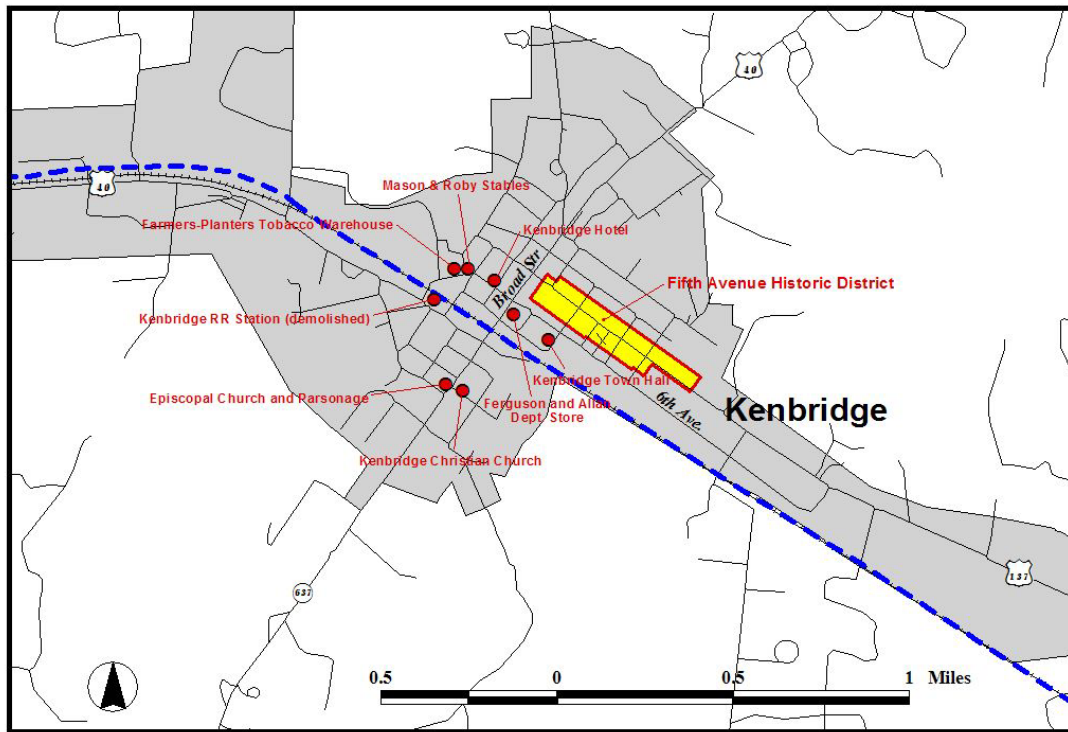 40
40
Mason & Roby Stables
Farmers-Planters Tobacco Warehouse
Kenbridge Hotel
Broad Str
Fifth Avenue Historic District
Kenbridge RR Station (demolished)
Kenbridge Town Hall
Episcopal Church and Parsonage
Ferguson and Allan
Dept. Store
6th Ave.
Kenbridge
Kenbridge Christian Church
137
637
0.5 0 0.5 1 Miles